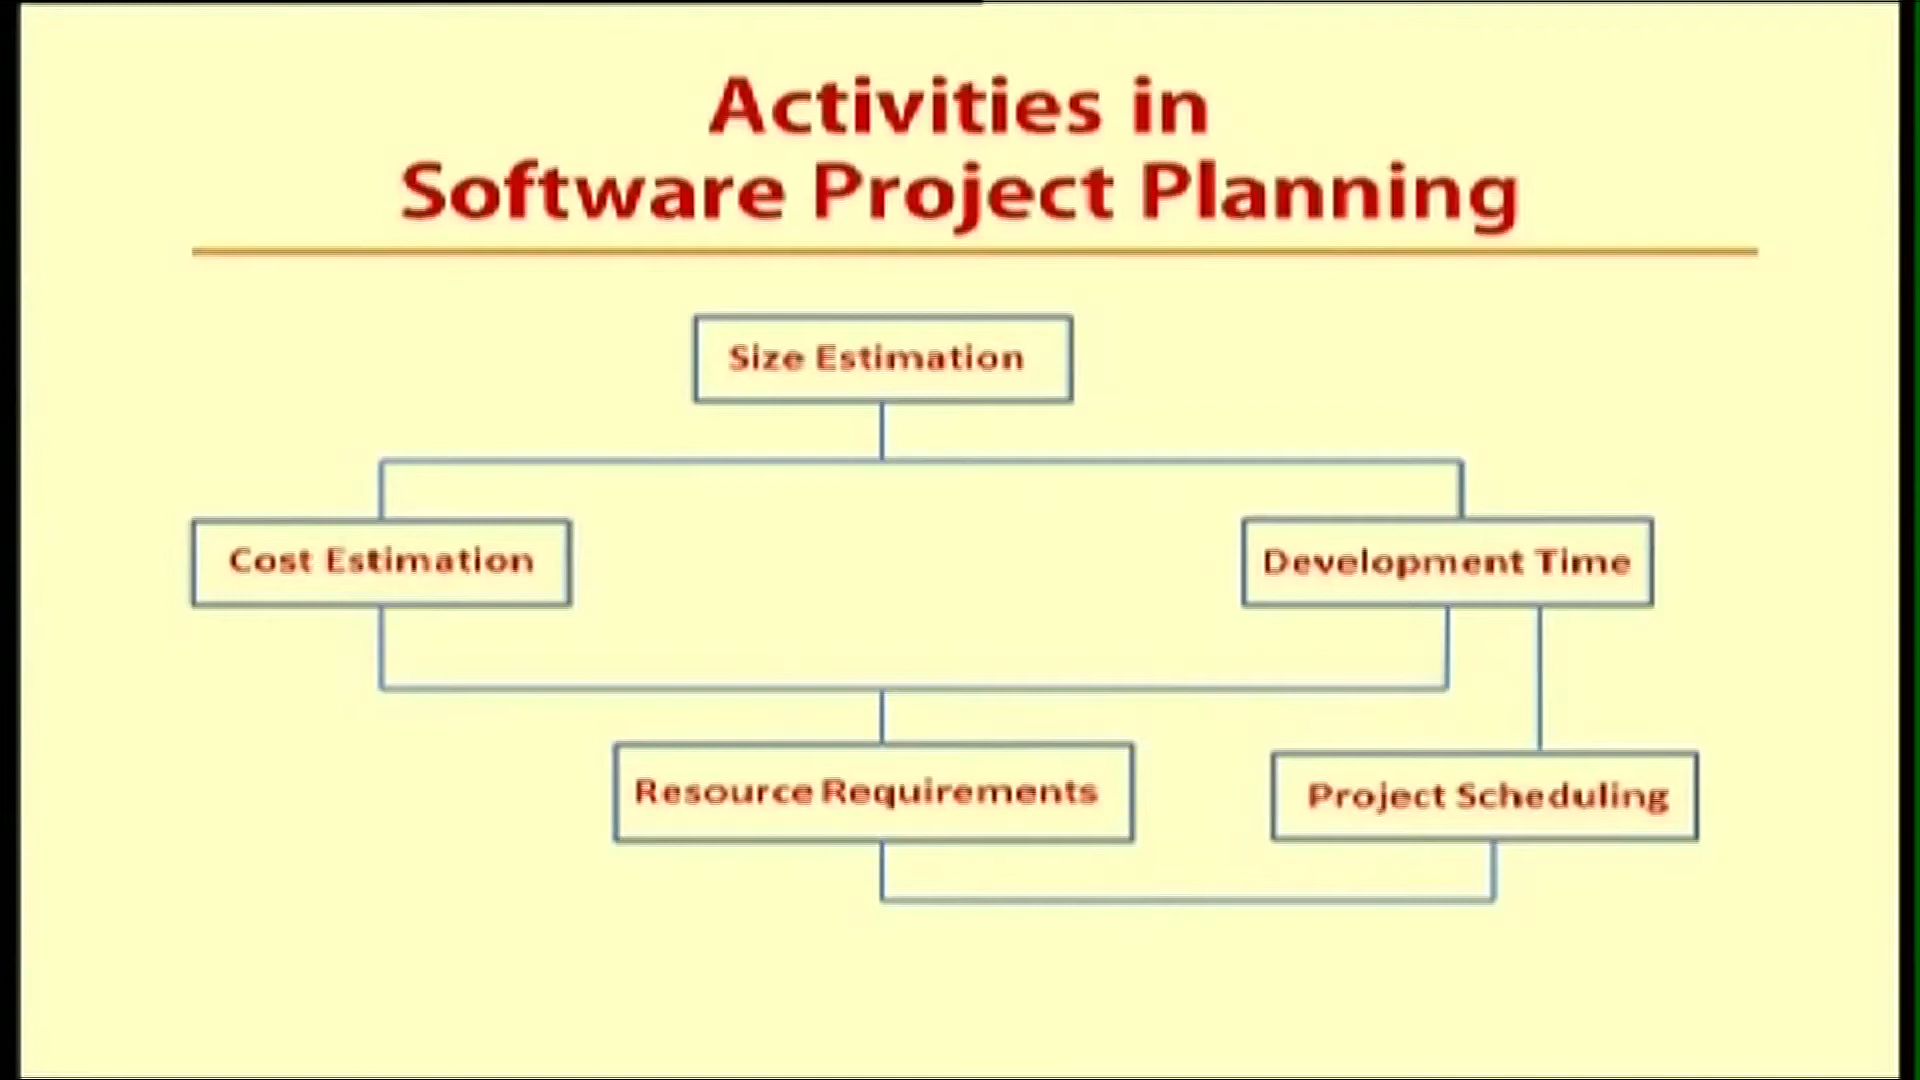 Activities in
Software Project Planning
Size Estimation
Cost Estimation
Development Time
Resource Requirements
Project Scheduling